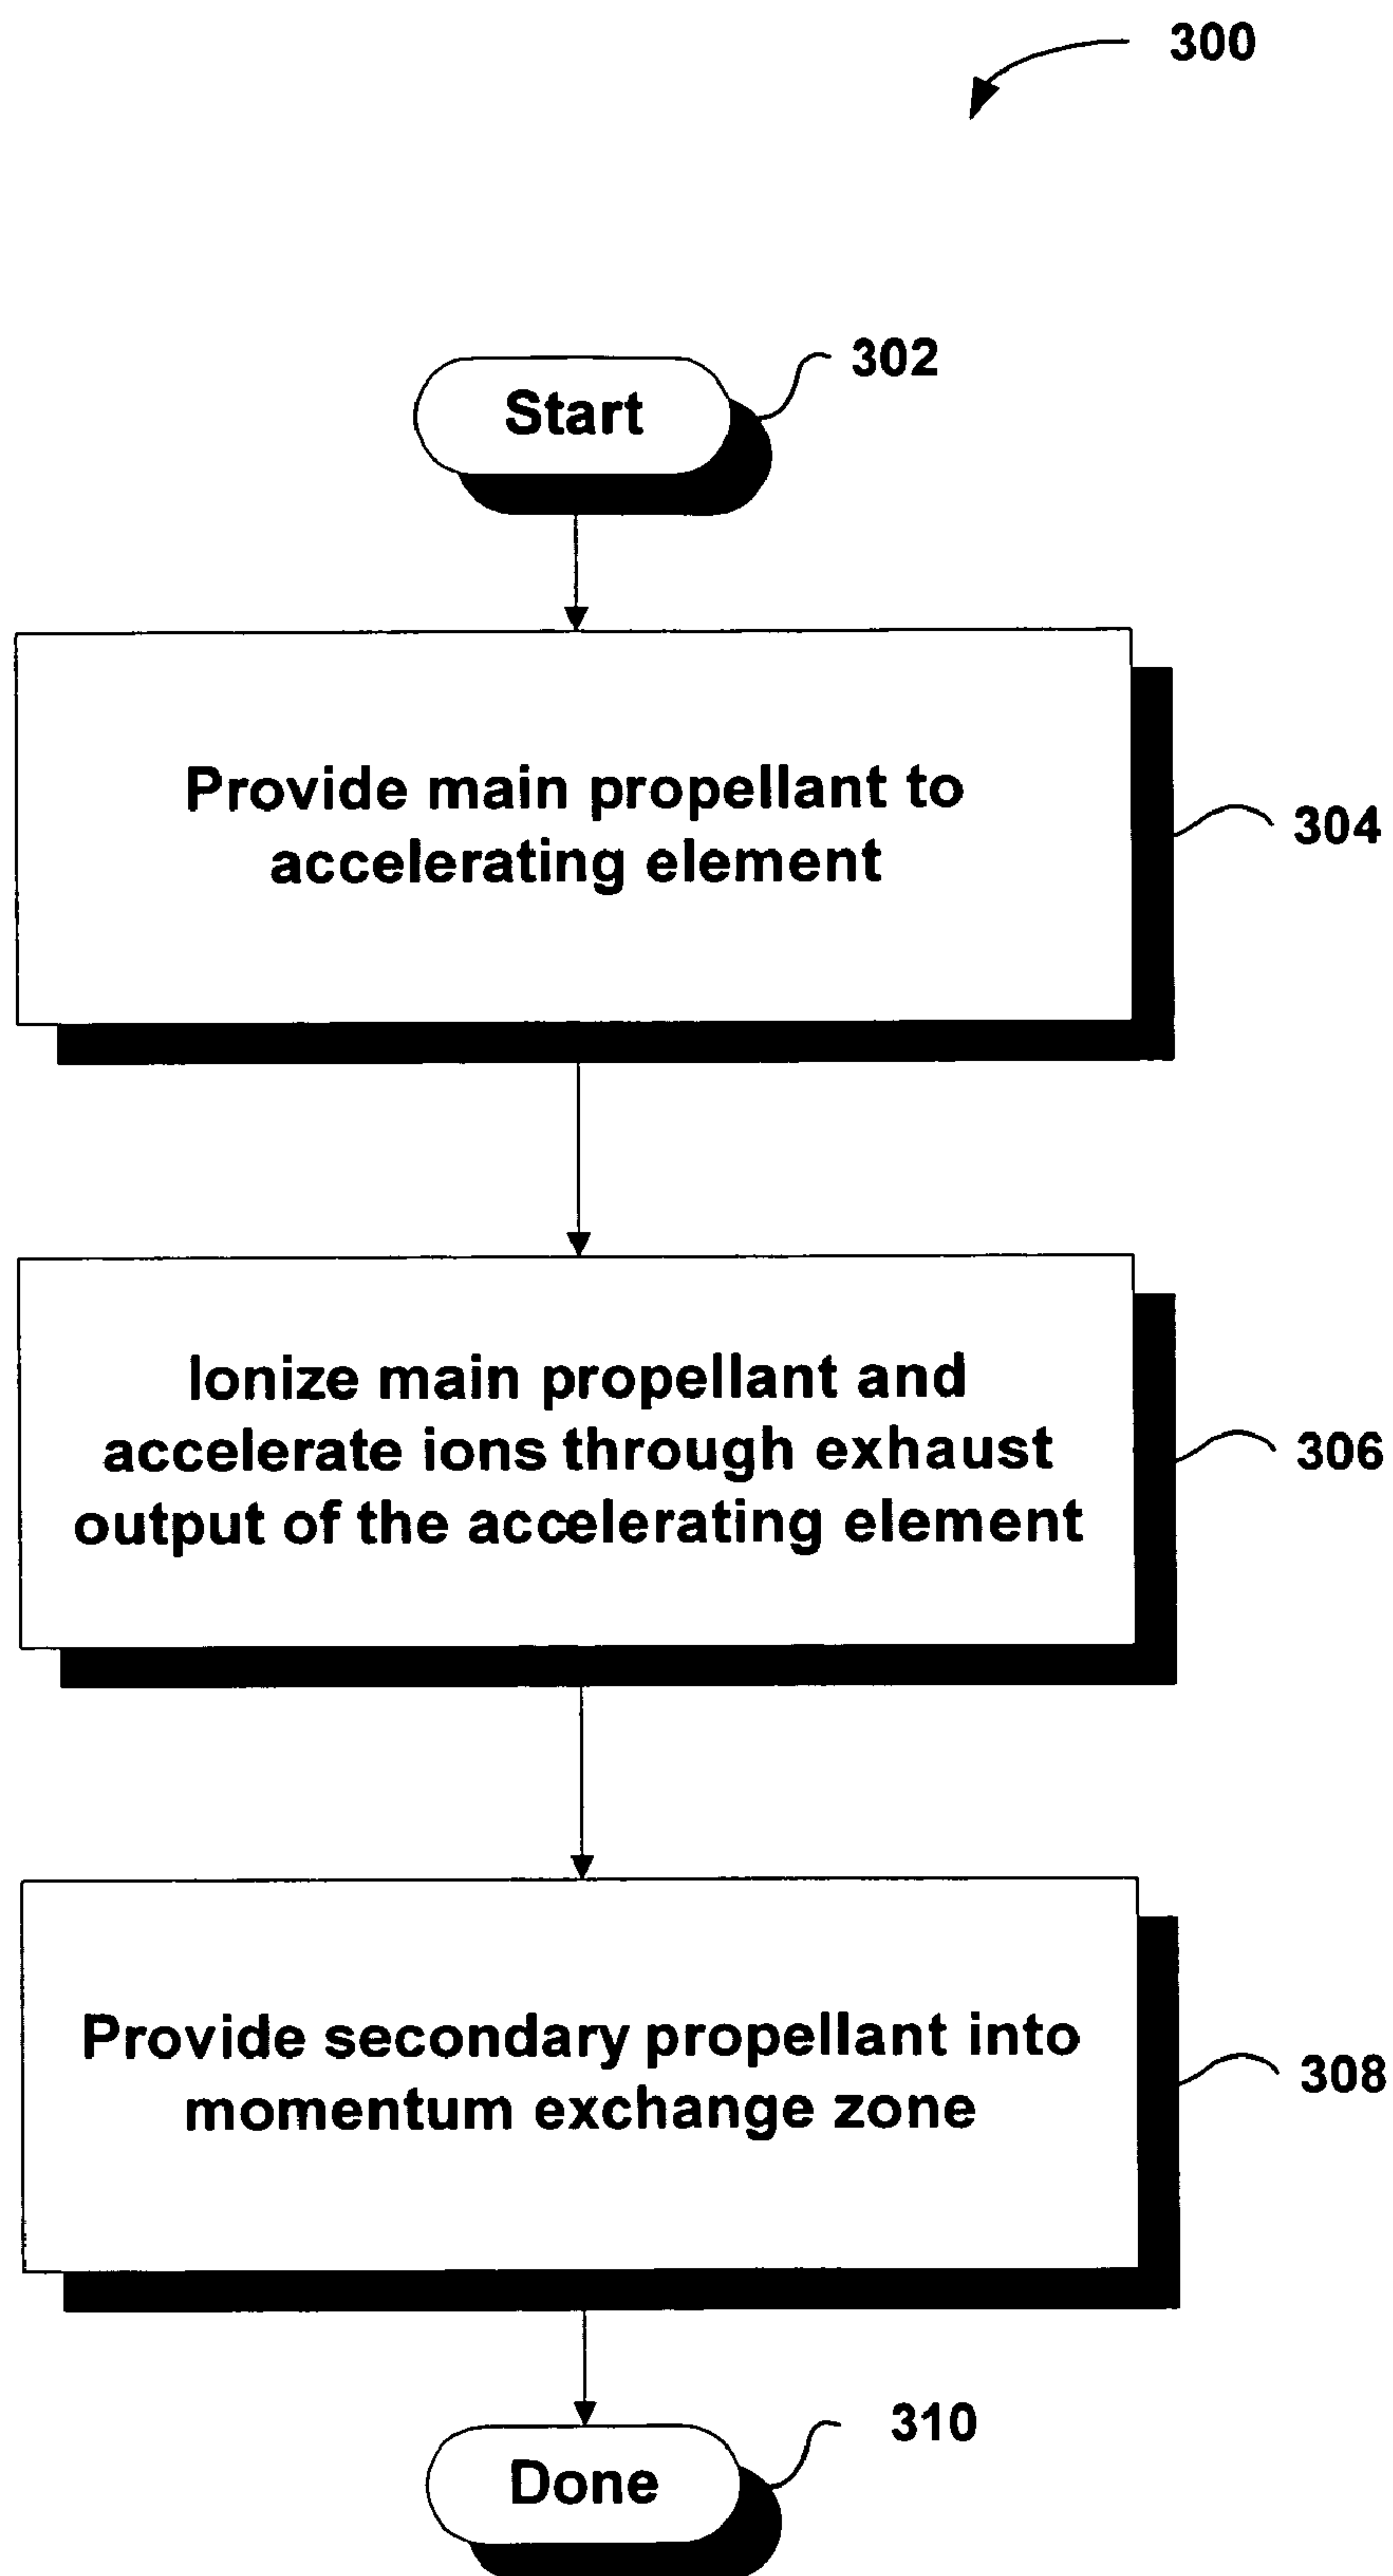 300
302
Start
Provide main propellant to
accelerating element
304
Ionize main propellant and
accelerate ions through exhaust
output of the accelerating element
306
Provide secondary propellant into
momentum exchange zone
308
310
Done